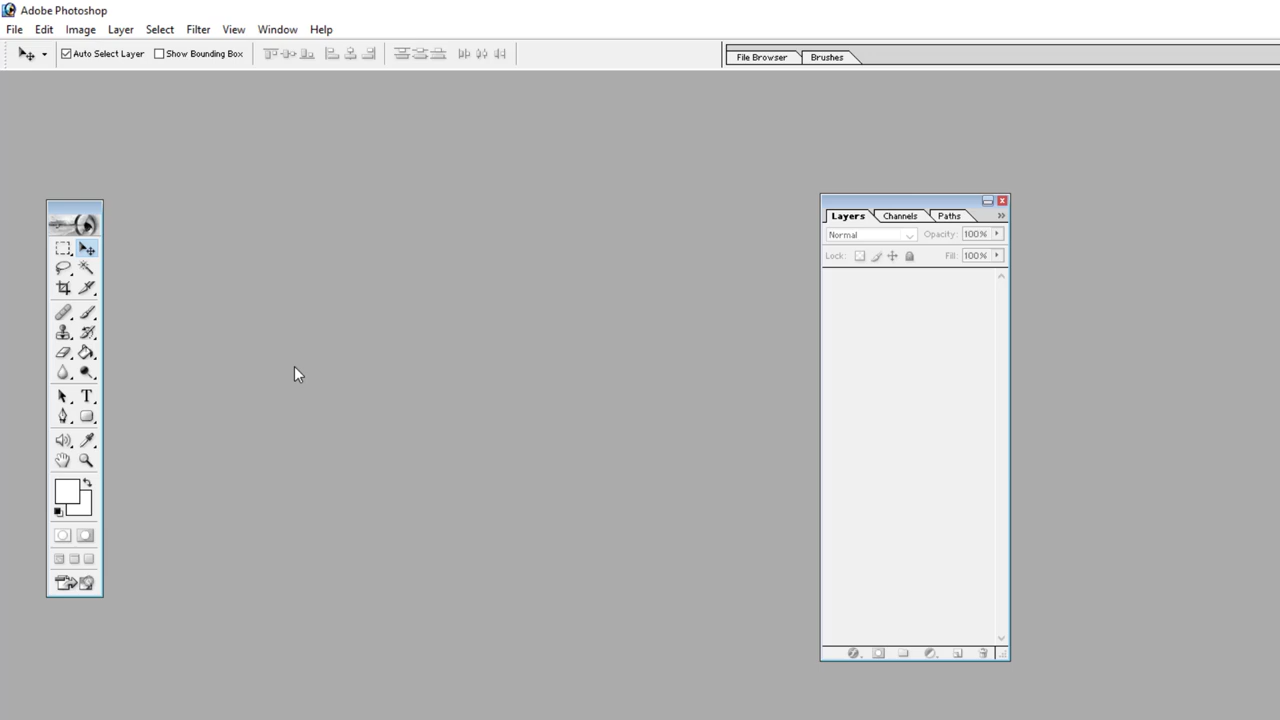 Adobe Photoshop
File Edit Image Layer Select Filter View Window Help
Auto Select Layer Show Bounding Box File Browser Brushes
Layers Channels Paths
Normal Opacity: 100%
Lock: Fill: 100%
T